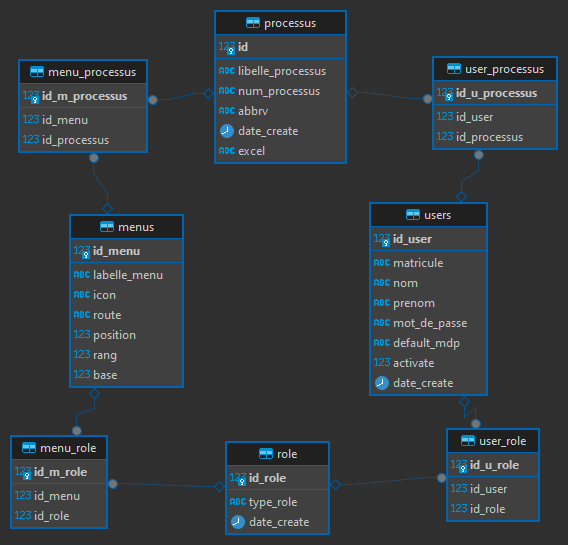 processus
123 id
ABC libelle_processus
ABC num_processus
ABC abbrv
date_create
ABC excel
menu_processus
123 id_m_processus
123 id_menu
123 id_processus
user_processus
123 id_u_processus
123 id_user
123 id_processus
menus
123 id_menu
ABC labelle_menu
ABC icon
ABC route
123 position
123 rang
123 base
users
123 id_user
ABC matricule
ABC nom
ABC prenom
ABC mot_de_passe
ABC default_mdp
123 activate
date_create
menu_role
123 id_m_role
123 id_menu
123 id_role
role
123 id_role
ABC type_role
date_create
user_role
123 id_u_role
123 id_user
123 id_role